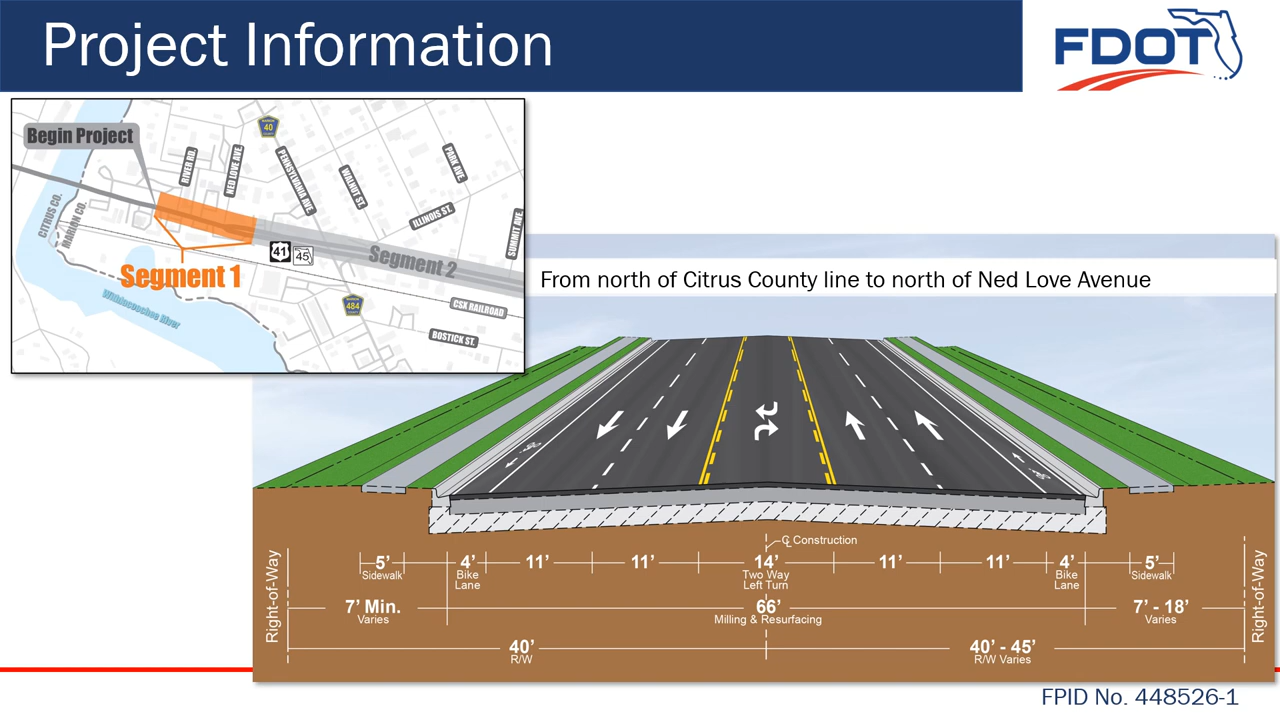 Project Information
FDOT
Begin Project
MARION
40
COUNTY
RIVER RD.
NED LOVE AVE.
PENNSYLVANIA AVE.
WALNUT ST.
PARK AVE.
ILLINOIS ST.
SUMMIT AVE.
CITRUS CO.
MARION CO.
41
45
Segment 1
Segment 2
Withlacoochee River
MARION
484
COUNTY
CSX RAILROAD
BOSTICK ST.
From north of Citrus County line to north of Ned Love Avenue
℄ Construction
5' 4' 11' 11' 14' 11' 11' 4' 5'
Sidewalk Bike Two Way Bike Sidewalk
Lane Left Turn Lane
7' Min. 66' 7' - 18'
Varies Milling & Resurfacing Varies
40' 40' - 45'
R/W R/W Varies
Right-of-Way
Right-of-Way
FPID No. 448526-1